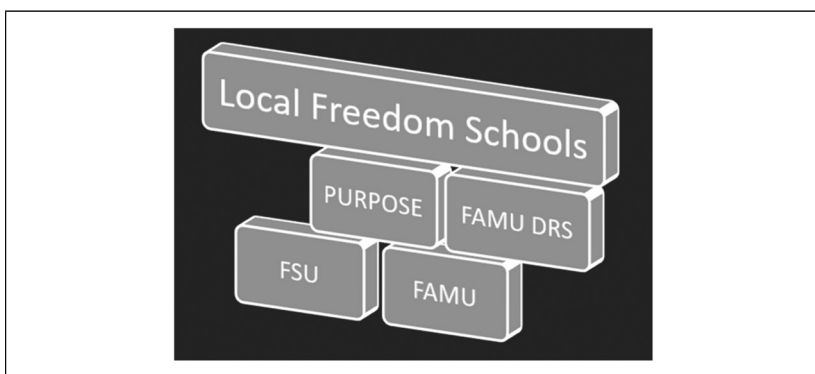 Local Freedom Schools
PURPOSE
FAMU DRS
FSU
FAMU